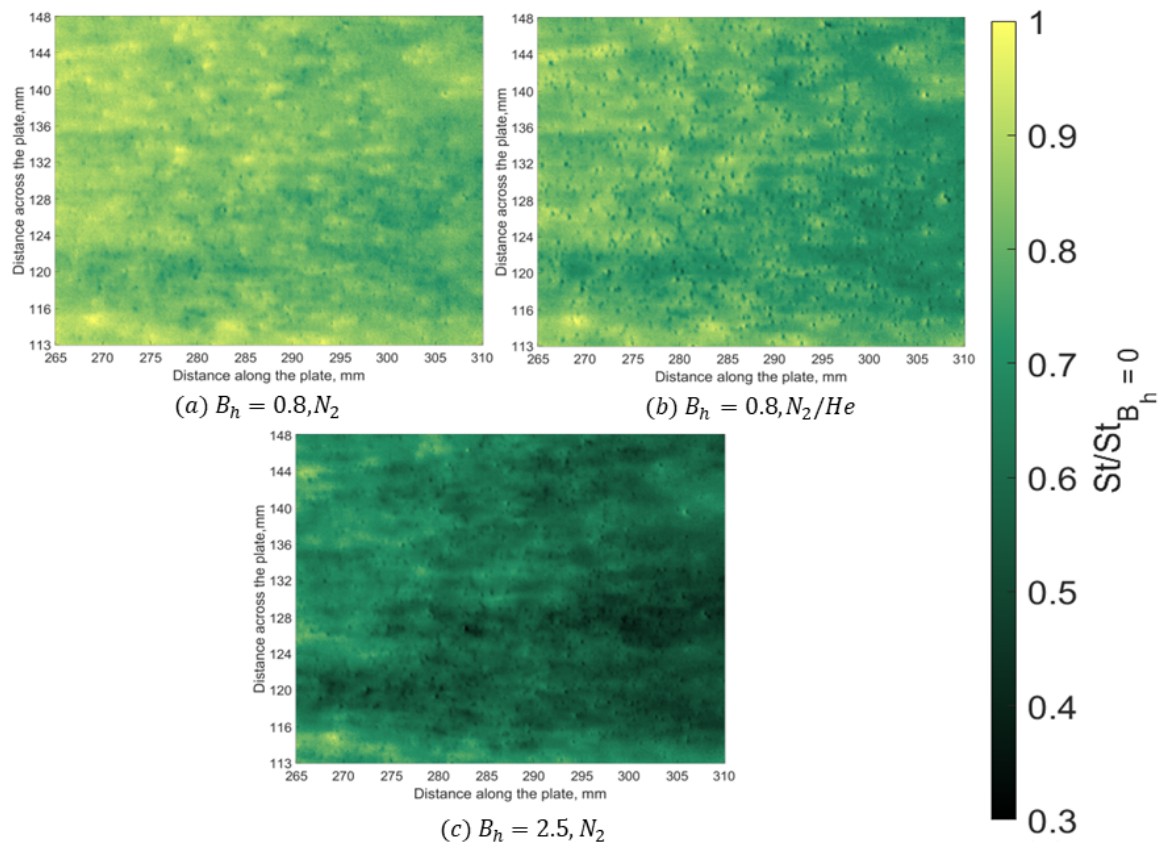 148
144
140
136
132
128
124
120
116
113
Distance across the plate,mm
265 270 275 280 285 290 295 300 305 310
Distance along the plate, mm
(a) B_h = 0.8, N_2
148
144
140
136
132
128
124
120
116
113
Distance across the plate,mm
265 270 275 280 285 290 295 300 305 310
Distance along the plate, mm
(b) B_h = 0.8, N_2/He
148
144
140
136
132
128
124
120
116
113
Distance across the plate,mm
265 270 275 280 285 290 295 300 305 310
Distance along the plate, mm
(c) B_h = 2.5, N_2
1
0.9
0.8
0.7
0.6
0.5
0.4
0.3
St/St_{B_h = 0}